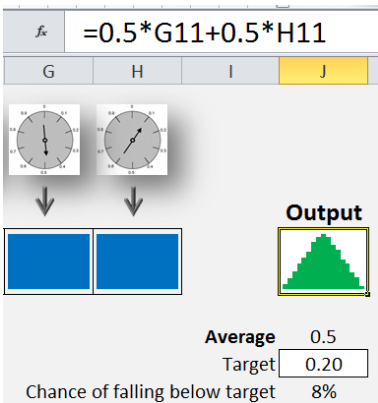 fx =0.5*G11+0.5*H11
G H I J
Output
Average 0.5
Target 0.20
Chance of falling below target 8%